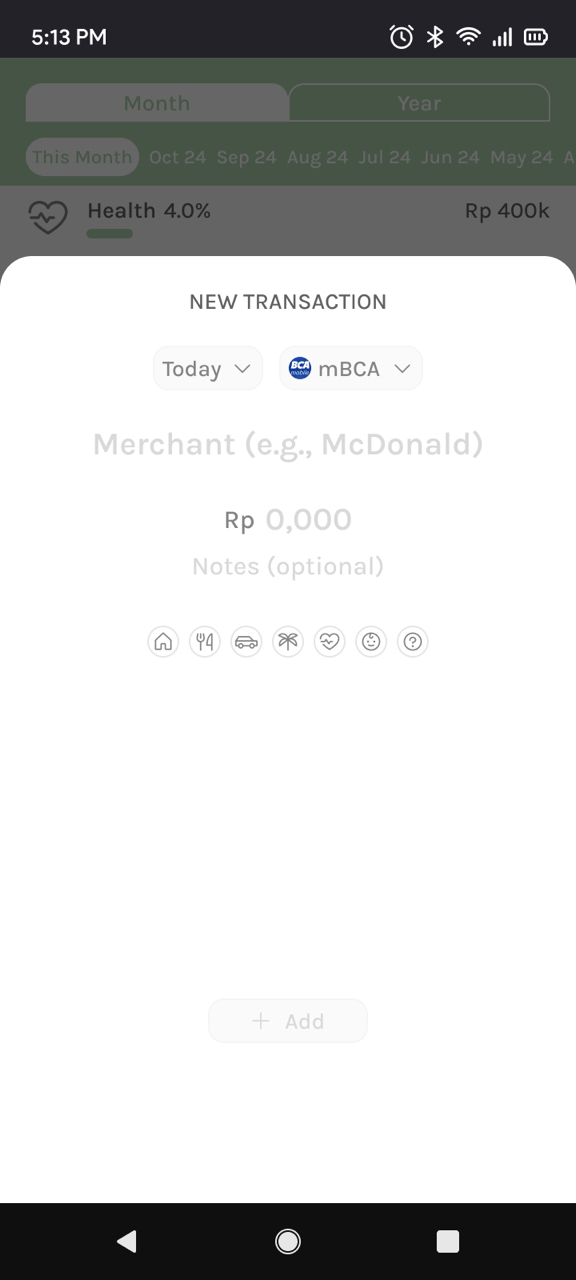 5:13 PM
Month Year
This Month Oct 24 Sep 24 Aug 24 Jul 24 Jun 24 May 24 A
Health 4.0% Rp 400k
NEW TRANSACTION
Today BCA mobile mBCA
Merchant (e.g., McDonald)
Rp 0,000
Notes (optional)
+ Add